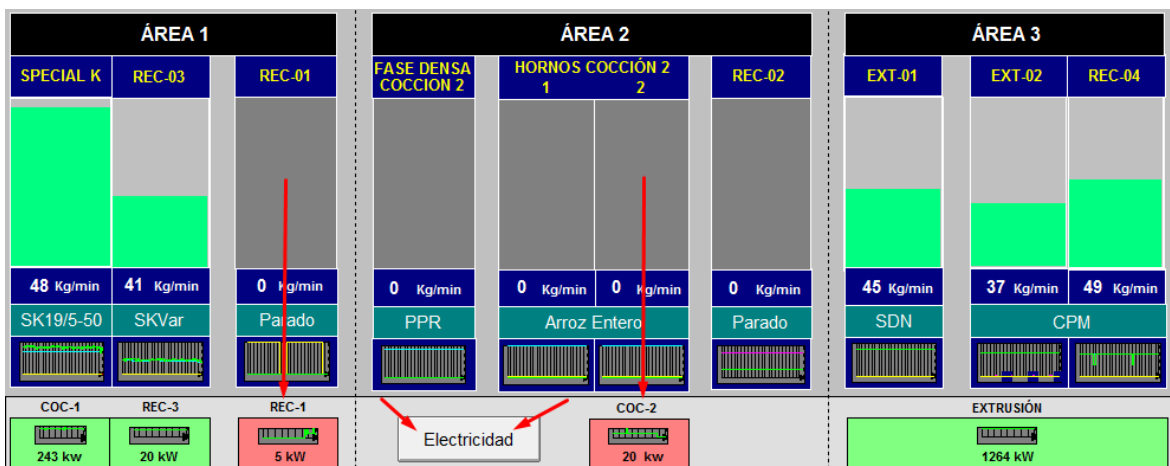 ÁREA 1
ÁREA 2
ÁREA 3
SPECIAL K
REC-03
REC-01
FASE DENSA
COCCION 2
HORNOS COCCIÓN 2
1 2
REC-02
EXT-01
EXT-02
REC-04
48 Kg/min
41 Kg/min
0 Kg/min
0 Kg/min
0 Kg/min
0 Kg/min
0 Kg/min
45 Kg/min
37 Kg/min
49 Kg/min
SK19/5-50
SKVar
Parado
PPR
Arroz Entero
Parado
SDN
CPM
COC-1
REC-3
REC-1
COC-2
EXTRUSIÓN
Electricidad
243 kw
20 kW
5 kW
20 kW
1264 kW